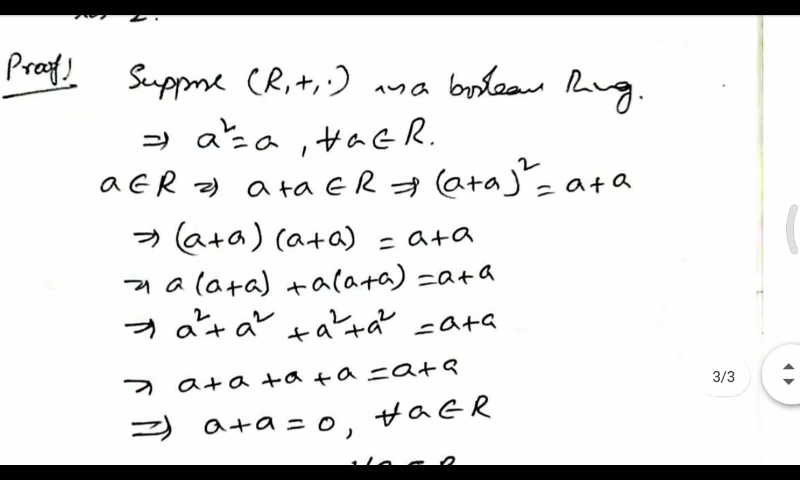 Proof!
Suppose (R,+,·) is a boolean Ring.
⇒ a²=a , ∀a∈R.
a∈R ⇒ a+a∈R ⇒ (a+a)²=a+a
⇒ (a+a)(a+a) = a+a
⇒ a(a+a) +a(a+a) =a+a
⇒ a²+a² +a²+a² =a+a
⇒ a+a +a+a =a+a
⇒ a+a=0, ∀a∈R
3/3